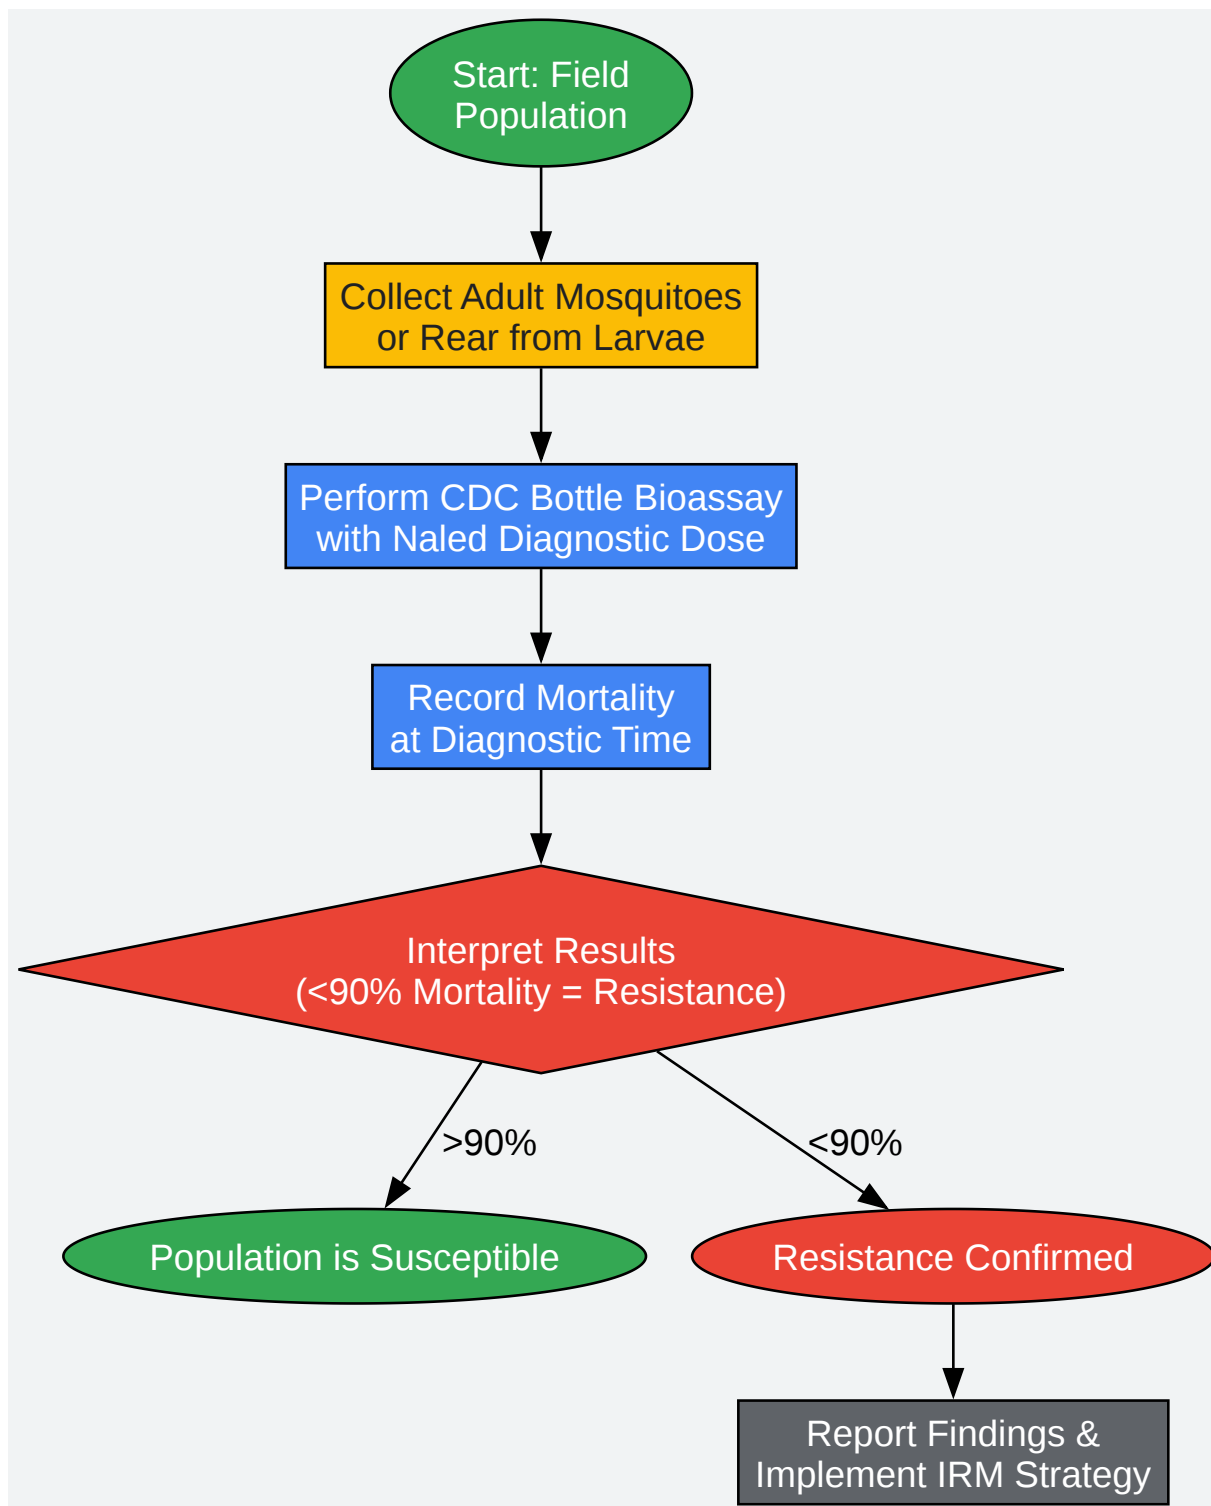 Start: Field
Population
Collect Adult Mosquitoes
or Rear from Larvae
Perform CDC Bottle Bioassay
with Naled Diagnostic Dose
Record Mortality
at Diagnostic Time
Interpret Results
(<90% Mortality = Resistance)
>90%
<90%
Population is Susceptible
Resistance Confirmed
Report Findings &
Implement IRM Strategy